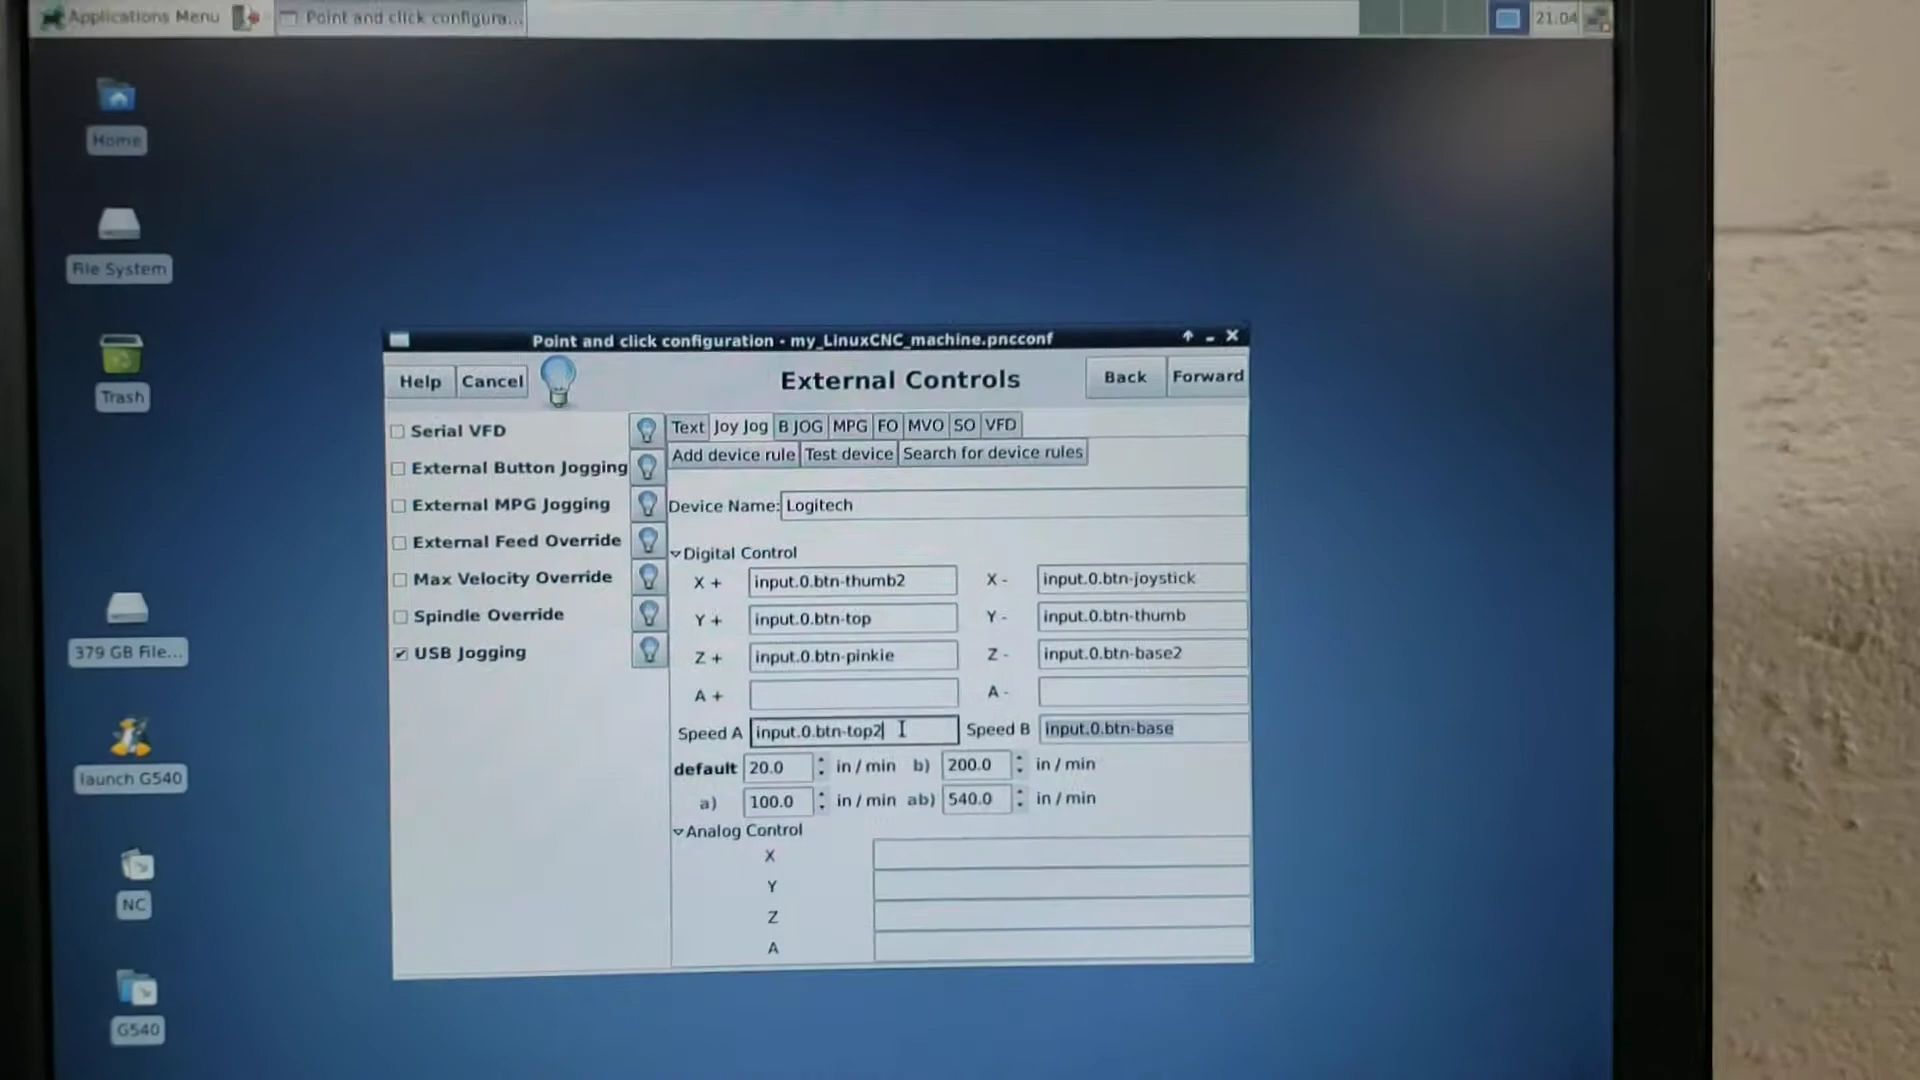 Applications Menu
Point and click configura...
21:04
Home
File System
Trash
379 GB File...
launch G540
NC
G540
Point and click configuration - my_LinuxCNC_machine.pncconf
Help
Cancel
External Controls
Back
Forward
Serial VFD
External Button Jogging
External MPG Jogging
External Feed Override
Max Velocity Override
Spindle Override
USB Jogging
Text
Joy Jog
B JOG
MPG
FO
MVO
SO
VFD
Add device rule
Test device
Search for device rules
Device Name: Logitech
Digital Control
X + input.0.btn-thumb2 X - input.0.btn-joystick
Y + input.0.btn-top Y - input.0.btn-thumb
Z + input.0.btn-pinkie Z - input.0.btn-base2
A + A -
Speed A input.0.btn-top2 Speed B input.0.btn-base
default 20.0 in / min b) 200.0 in / min
a) 100.0 in / min ab) 540.0 in / min
Analog Control
X
Y
Z
A